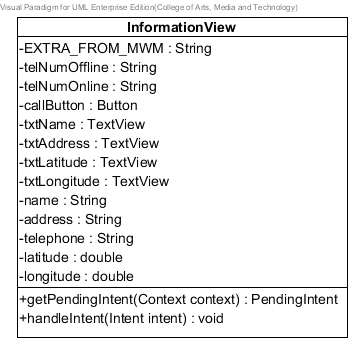 Visual Paradigm for UML Enterprise Edition(College of Arts, Media and Technology)
InformationView
-EXTRA_FROM_MWM : String
-telNumOffline : String
-telNumOnline : String
-callButton : Button
-txtName : TextView
-txtAddress : TextView
-txtLatitude : TextView
-txtLongitude : TextView
-name : String
-address : String
-telephone : String
-latitude : double
-longitude : double
+getPendingIntent(Context context) : PendingIntent
+handleIntent(Intent intent) : void